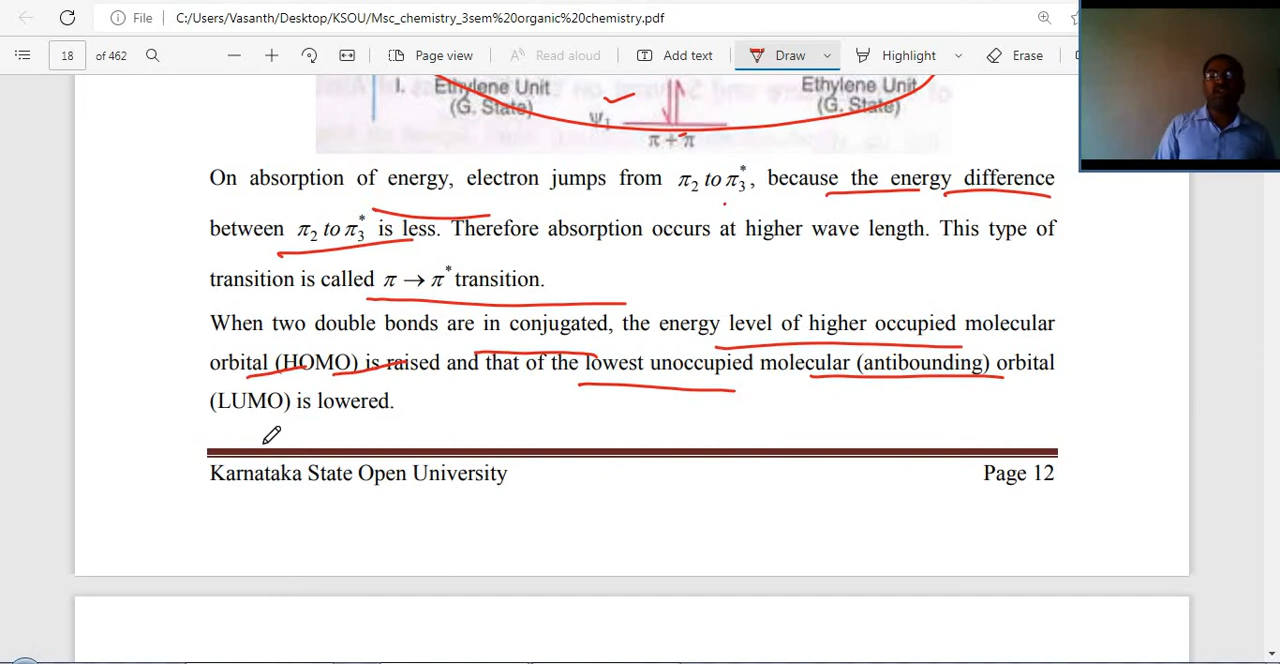 File C:/Users/Vasanth/Desktop/KSOU/Msc_chemistry_3sem%20organic%20chemistry.pdf
18 of 462 Page view Read aloud Add text Draw Highlight Erase
I. Ethylene Unit Ethylene Unit
(G. State) ψ₁ (G. State)
π + π
On absorption of energy, electron jumps from π₂ to π₃*, because the energy difference
between π₂ to π₃* is less. Therefore absorption occurs at higher wave length. This type of
transition is called π → π* transition.
When two double bonds are in conjugated, the energy level of higher occupied molecular
orbital (HOMO) is raised and that of the lowest unoccupied molecular (antibounding) orbital
(LUMO) is lowered.
Karnataka State Open University Page 12